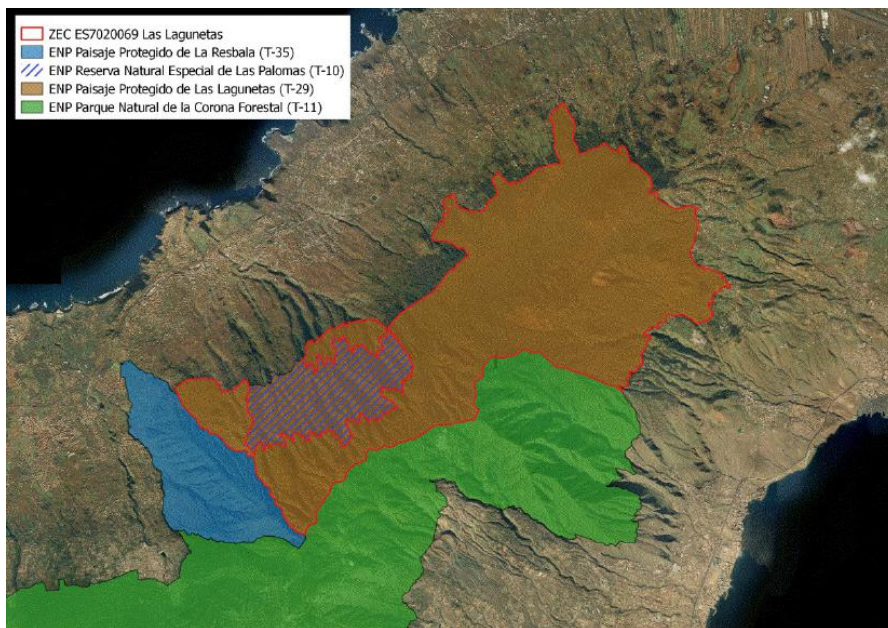 ZEC ES7020069 Las Lagunetas
ENP Paisaje Protegido de La Resbala (T-35)
ENP Reserva Natural Especial de Las Palomas (T-10)
ENP Paisaje Protegido de Las Lagunetas (T-29)
ENP Parque Natural de la Corona Forestal (T-11)